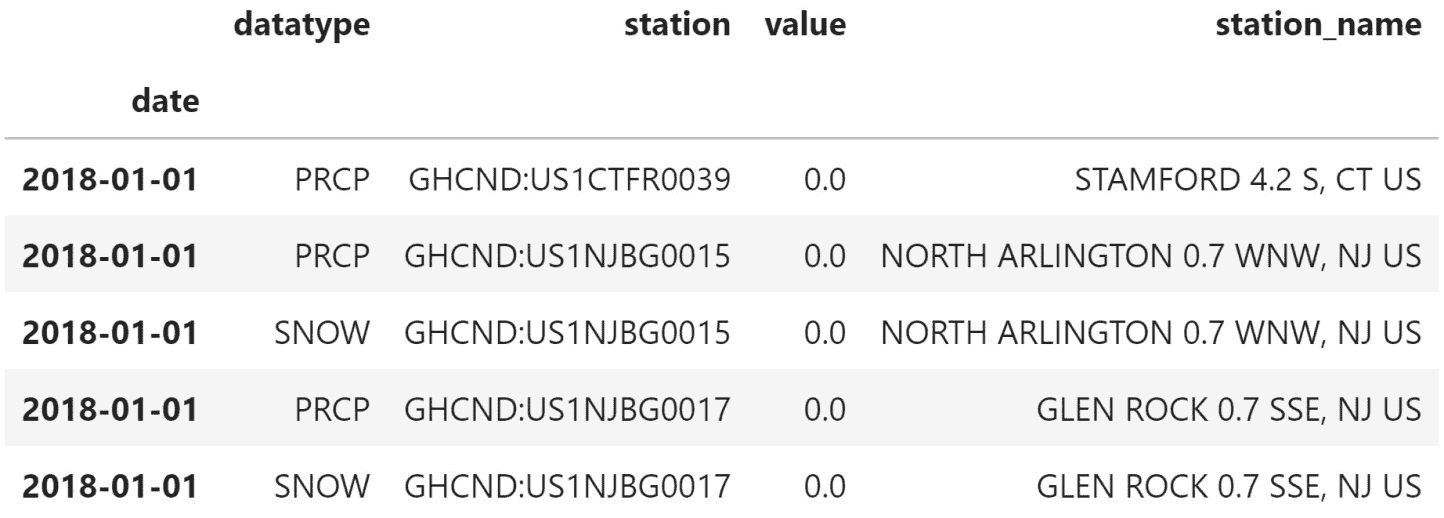 datatype station value station_name
date
2018-01-01 PRCP GHCND:US1CTFR0039 0.0 STAMFORD 4.2 S, CT US
2018-01-01 PRCP GHCND:US1NJBG0015 0.0 NORTH ARLINGTON 0.7 WNW, NJ US
2018-01-01 SNOW GHCND:US1NJBG0015 0.0 NORTH ARLINGTON 0.7 WNW, NJ US
2018-01-01 PRCP GHCND:US1NJBG0017 0.0 GLEN ROCK 0.7 SSE, NJ US
2018-01-01 SNOW GHCND:US1NJBG0017 0.0 GLEN ROCK 0.7 SSE, NJ US